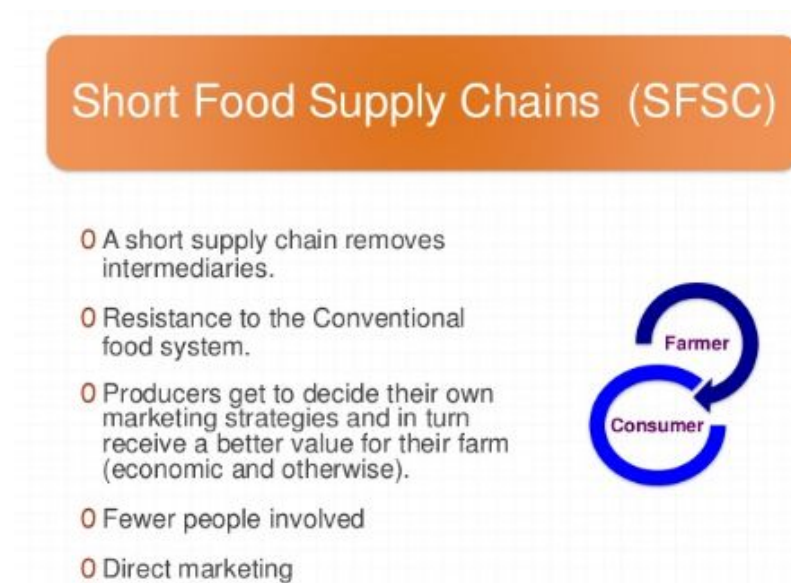 Short Food Supply Chains (SFSC)
O A short supply chain removes
intermediaries.
O Resistance to the Conventional
food system.
O Producers get to decide their own
marketing strategies and in turn
receive a better value for their farm
(economic and otherwise).
O Fewer people involved
O Direct marketing
Farmer
Consumer